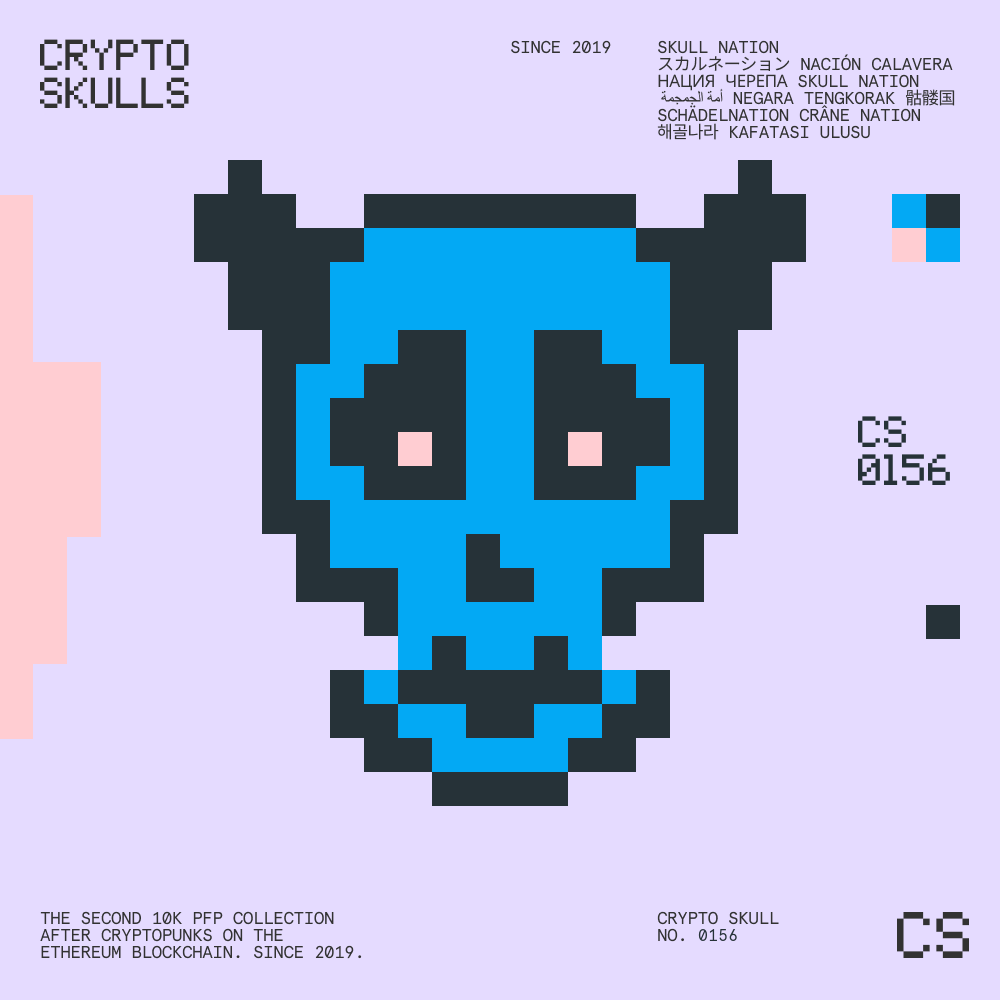 CRYPTO
SKULLS
SINCE 2019
SKULL NATION
スカルネーション NACIÓN CALAVERA
НАЦИЯ ЧЕРЕПА SKULL NATION
أمة الجمجمة NEGARA TENGKORAK 骷髅国
SCHÄDELNATION CRÂNE NATION
해골나라 KAFATASI ULUSU
CS
0156
THE SECOND 10K PFP COLLECTION
AFTER CRYPTOPUNKS ON THE
ETHEREUM BLOCKCHAIN. SINCE 2019.
CRYPTO SKULL
NO. 0156
CS